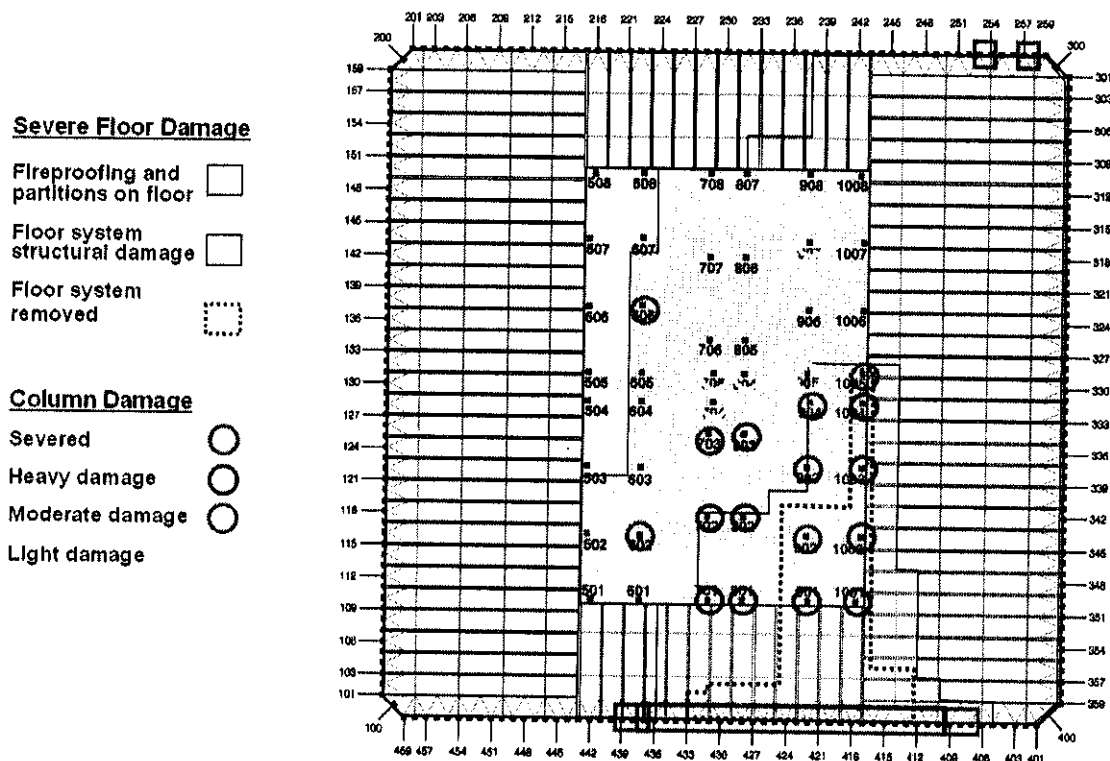 201 203 206 209 212 215 218 221 224 227 230 233 236 239 242 245 248 251 254 257 259
200
300
159
157
154
151
148
145
142
139
136
133
130
127
124
121
118
115
112
109
106
103
101
100
301
303
306
309
312
315
318
321
324
327
330
333
336
339
342
345
348
351
354
357
359
400
Severe Floor Damage
Fireproofing and
partitions on floor
Floor system
structural damage
Floor system
removed
Column Damage
Severed
Heavy damage
Moderate damage
Light damage
508 608 708 807 908 1008
507 607 707 806 1007
506 706 805 906 1006
505 605
504 604
503 603 703
502
501 601
469 457 454 451 448 445 442 439 436 433 430 427 424 421 418 415 412 409 406 403 401